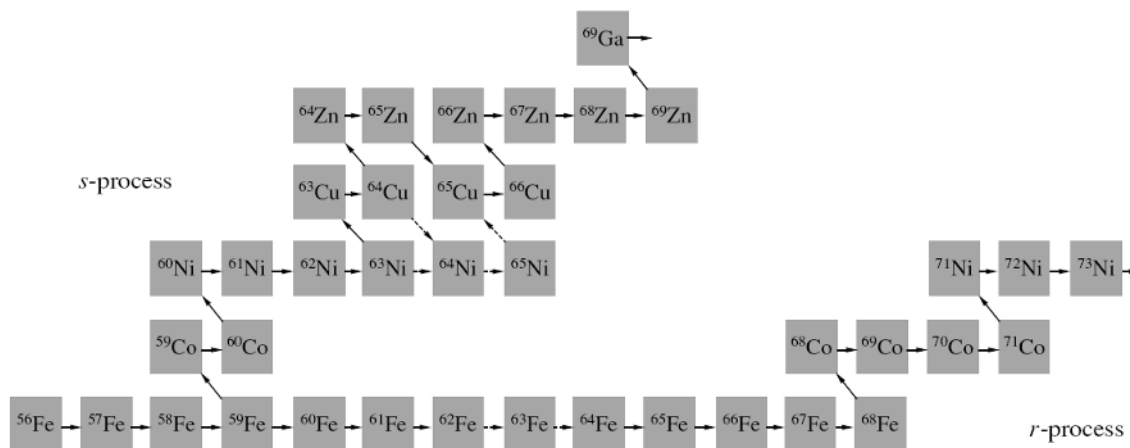 ⁶⁹Ga
⁶⁴Zn ⁶⁵Zn ⁶⁶Zn ⁶⁷Zn ⁶⁸Zn ⁶⁹Zn
s-process
⁶³Cu ⁶⁴Cu ⁶⁵Cu ⁶⁶Cu
⁶⁰Ni ⁶¹Ni ⁶²Ni ⁶³Ni ⁶⁴Ni ⁶⁵Ni ⁷¹Ni ⁷²Ni ⁷³Ni
⁵⁹Co ⁶⁰Co ⁶⁸Co ⁶⁹Co ⁷⁰Co ⁷¹Co
⁵⁶Fe ⁵⁷Fe ⁵⁸Fe ⁵⁹Fe ⁶⁰Fe ⁶¹Fe ⁶²Fe ⁶³Fe ⁶⁴Fe ⁶⁵Fe ⁶⁶Fe ⁶⁷Fe ⁶⁸Fe r-process